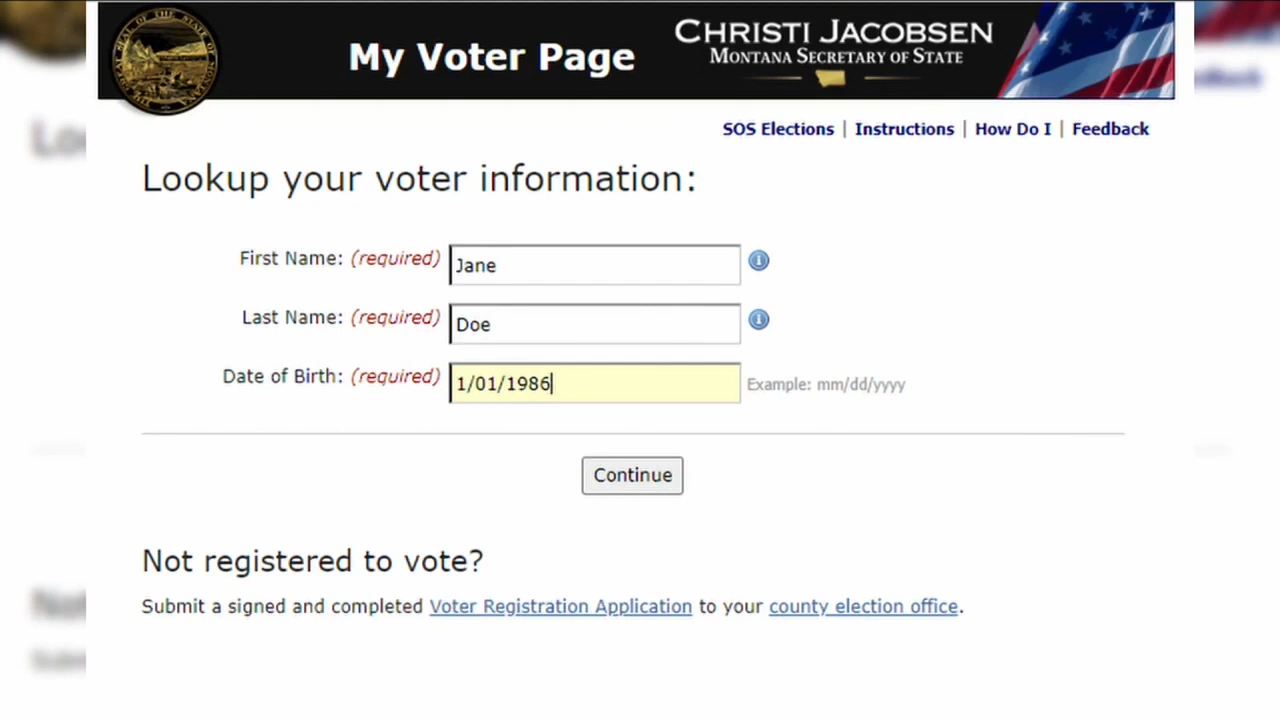 My Voter Page
CHRISTI JACOBSEN
MONTANA SECRETARY OF STATE
SOS Elections | Instructions | How Do I | Feedback
Lookup your voter information:
First Name: (required) Jane
Last Name: (required) Doe
Date of Birth: (required) 1/01/1986 Example: mm/dd/yyyy
Continue
Not registered to vote?
Submit a signed and completed Voter Registration Application to your county election office.